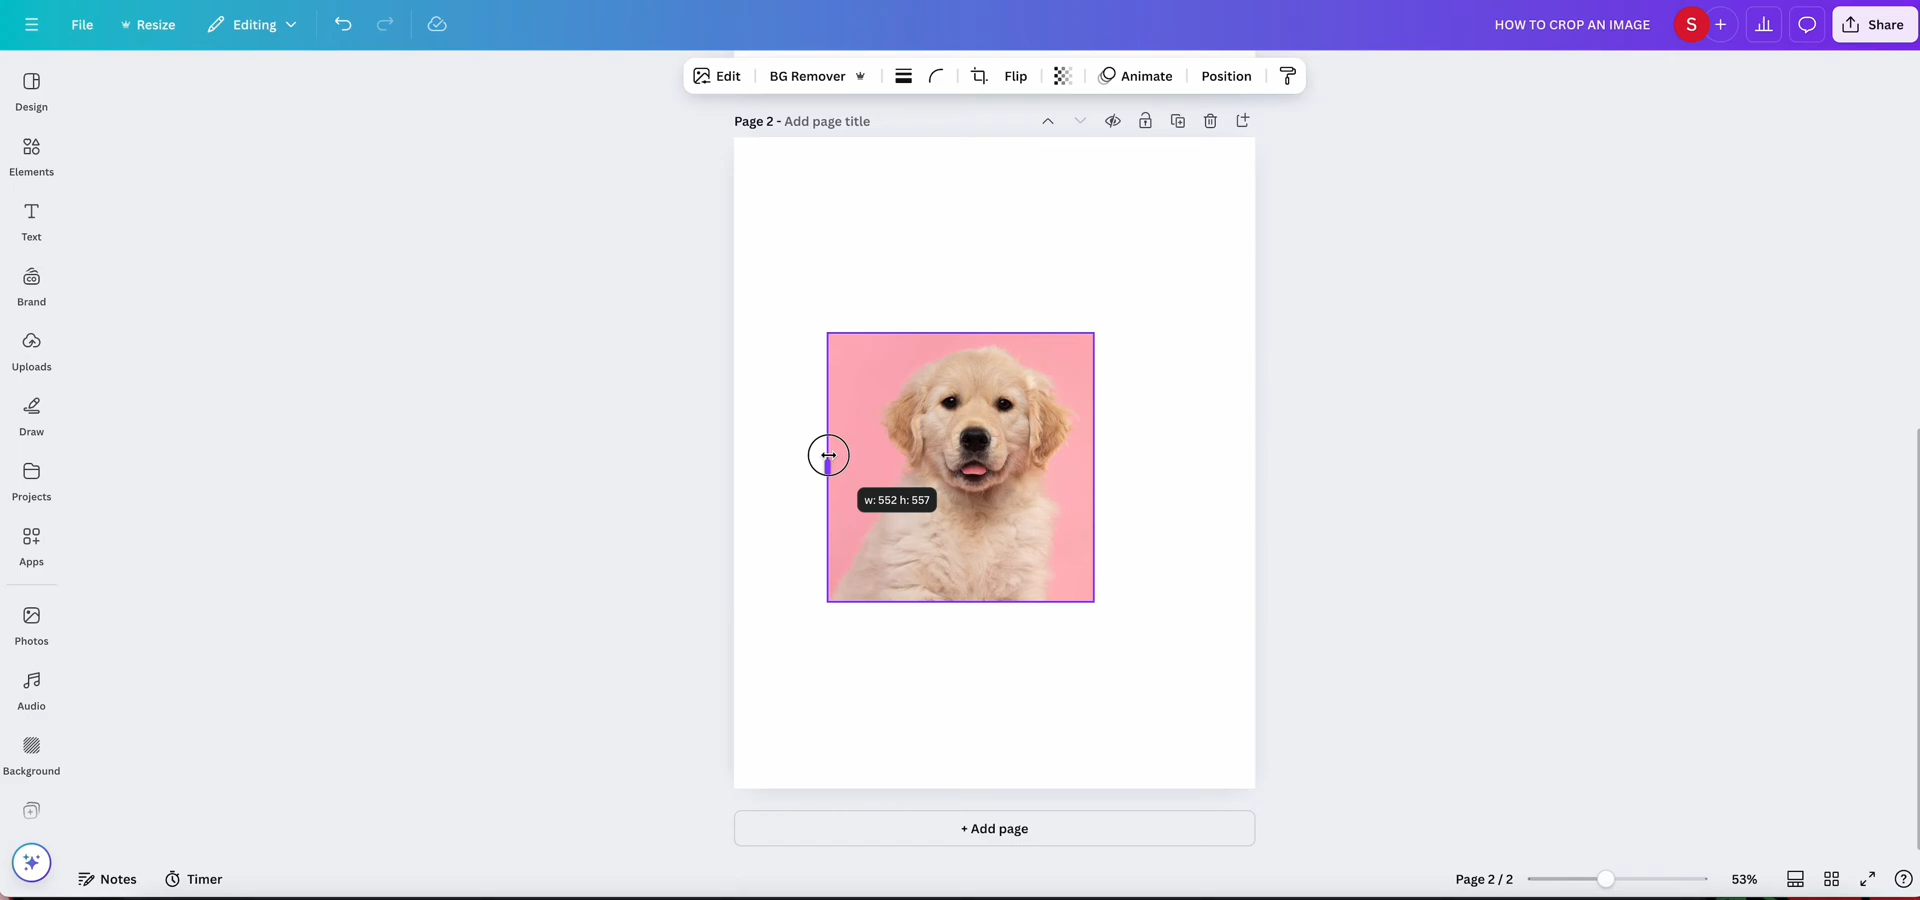 File Resize Editing HOW TO CROP AN IMAGE S + Share
Edit BG Remover Flip Animate Position
Page 2 - Add page title
Design
Elements
Text
Brand
Uploads
Draw
Projects
Apps
Photos
Audio
Background
w: 552 h: 557
+ Add page
Notes Timer Page 2 / 2 53%